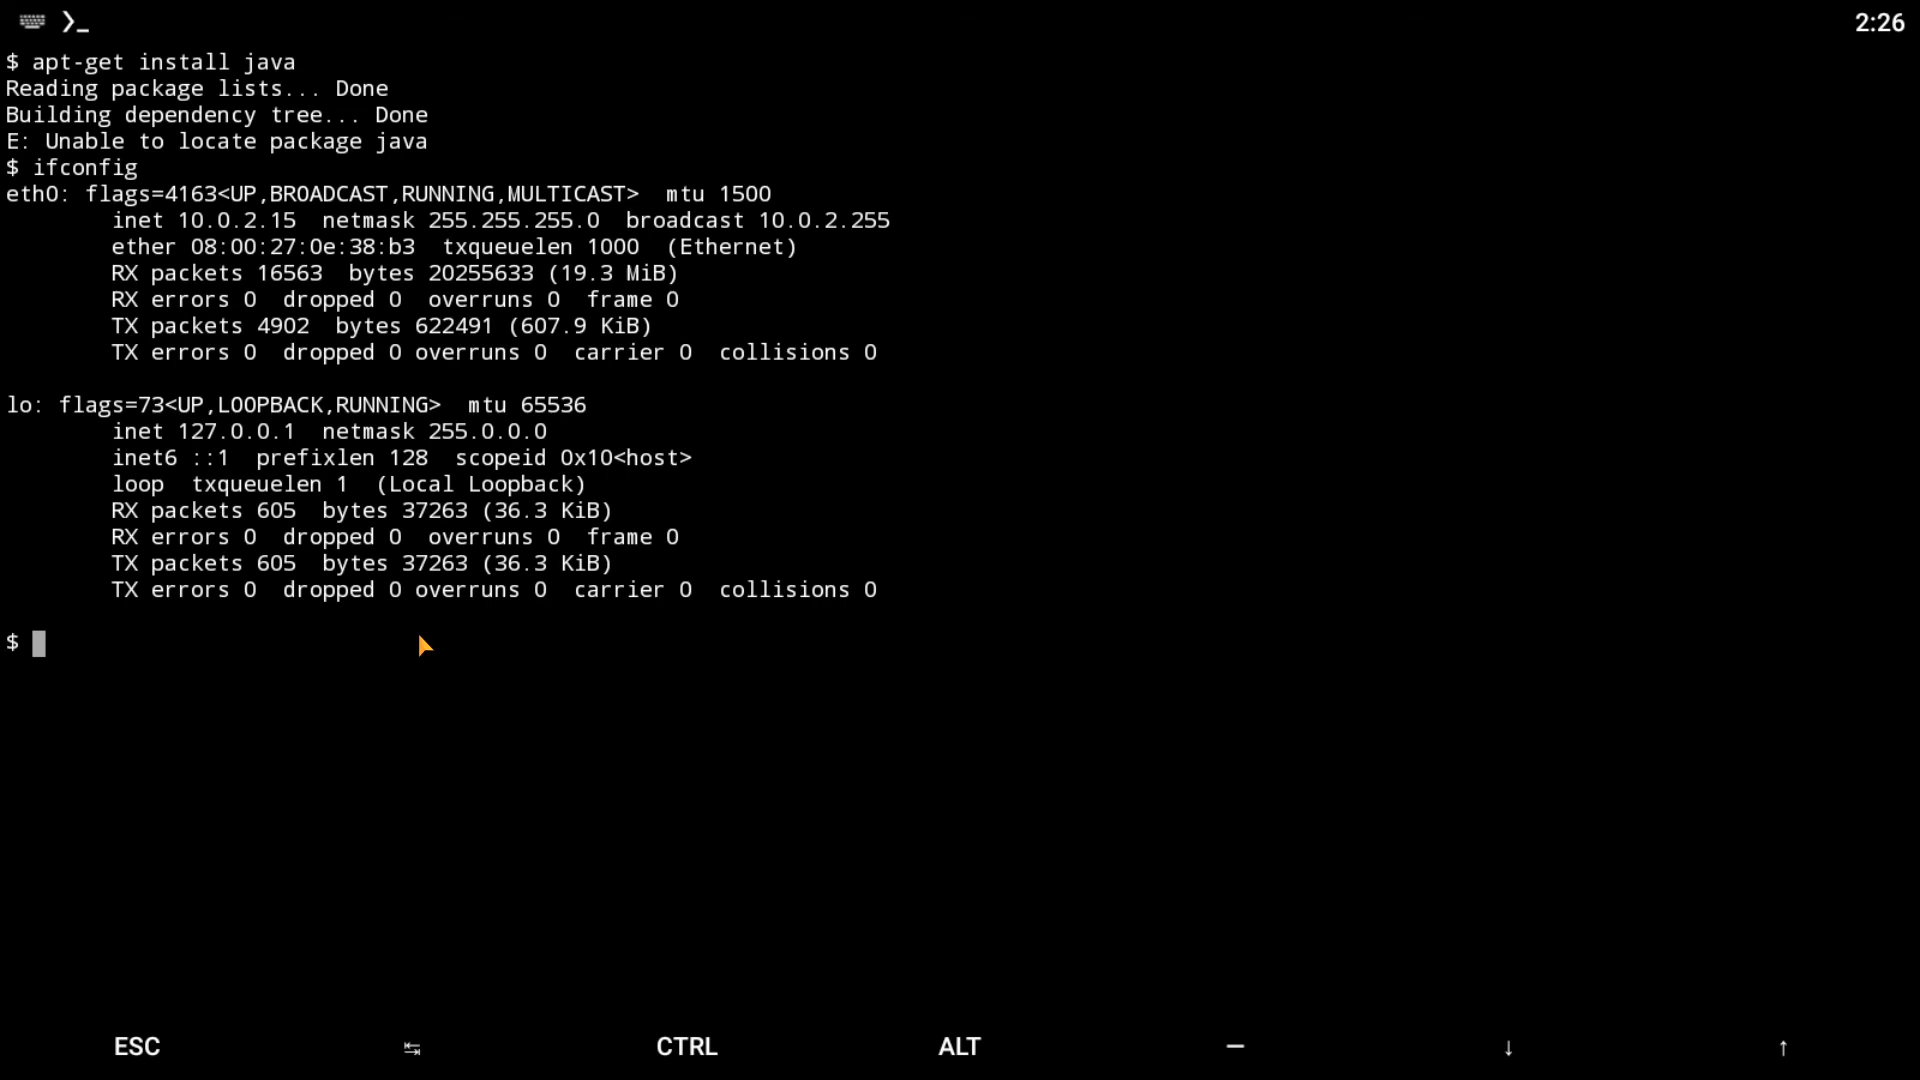 ❯_
2:26
$ apt-get install java
Reading package lists... Done
Building dependency tree... Done
E: Unable to locate package java
$ ifconfig
eth0: flags=4163<UP,BROADCAST,RUNNING,MULTICAST>  mtu 1500
        inet 10.0.2.15  netmask 255.255.255.0  broadcast 10.0.2.255
        ether 08:00:27:0e:38:b3  txqueuelen 1000  (Ethernet)
        RX packets 16563  bytes 20255633 (19.3 MiB)
        RX errors 0  dropped 0  overruns 0  frame 0
        TX packets 4902  bytes 622491 (607.9 KiB)
        TX errors 0  dropped 0 overruns 0  carrier 0  collisions 0

lo: flags=73<UP,LOOPBACK,RUNNING>  mtu 65536
        inet 127.0.0.1  netmask 255.0.0.0
        inet6 ::1  prefixlen 128  scopeid 0x10<host>
        loop  txqueuelen 1  (Local Loopback)
        RX packets 605  bytes 37263 (36.3 KiB)
        RX errors 0  dropped 0  overruns 0  frame 0
        TX packets 605  bytes 37263 (36.3 KiB)
        TX errors 0  dropped 0 overruns 0  carrier 0  collisions 0

$
ESC ↹ CTRL ALT — ↓ ↑